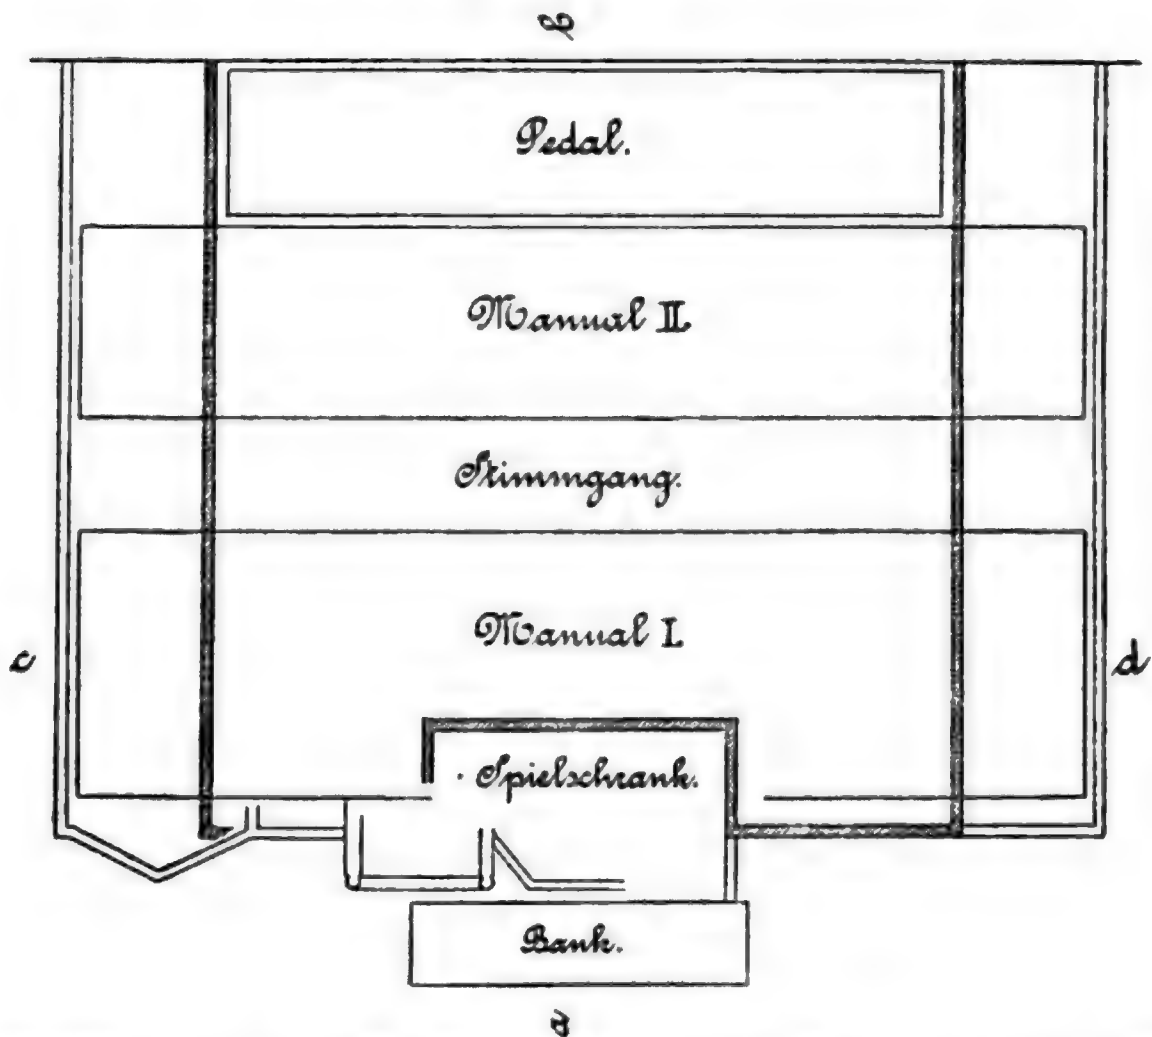 b
Pedal.
Manual II.
Stimmgang.
Manual I.
c
d
Spielschrank.
Bank.
a